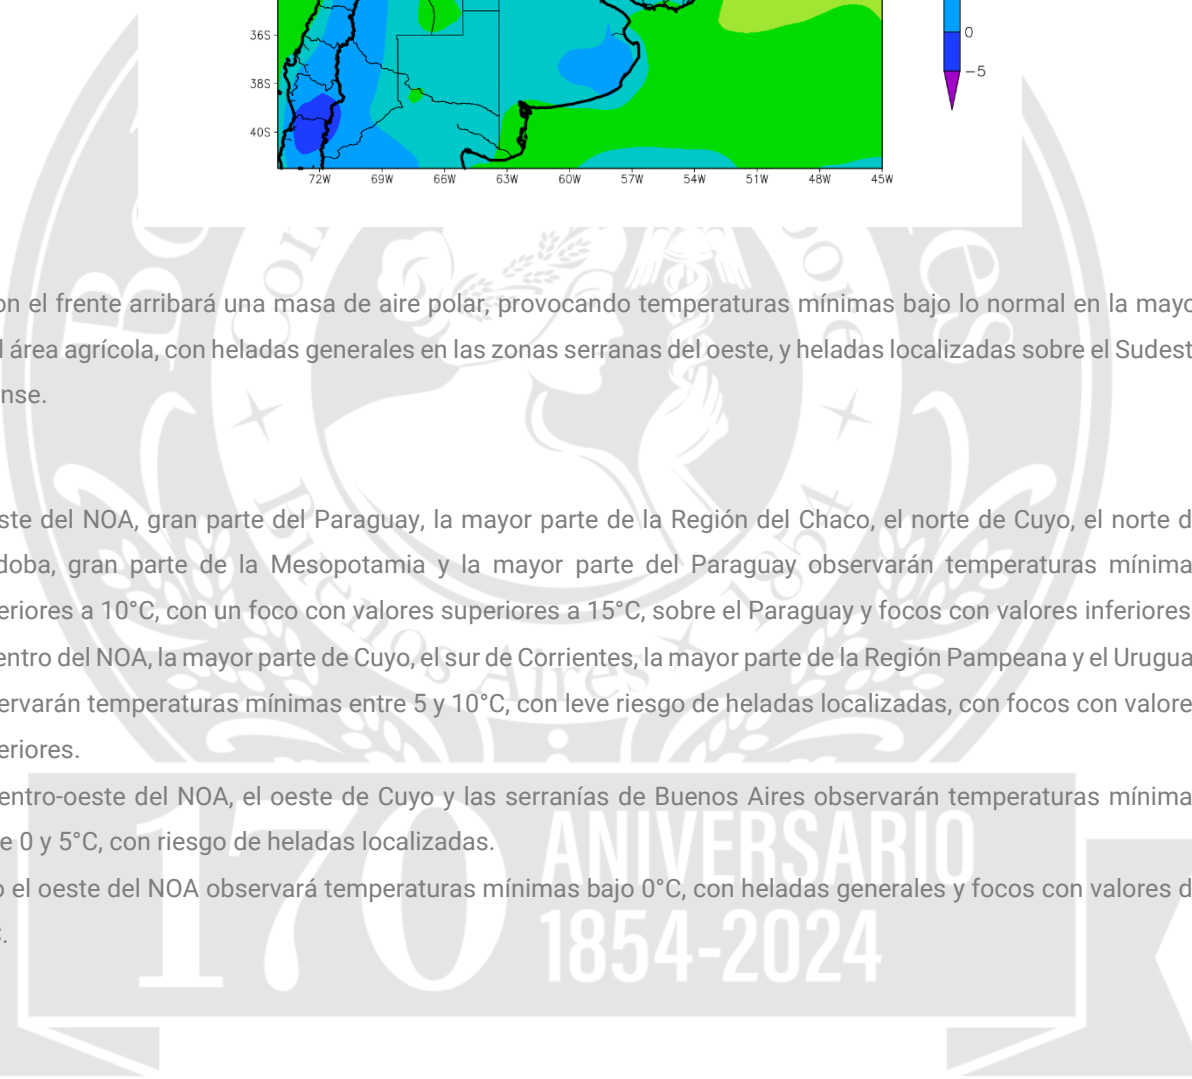 36S
0
-5
38S
40S
72W 69W 66W 63W 60W 57W 54W 51W 48W 45W
on el frente arribará una masa de aire polar, provocando temperaturas mínimas bajo lo normal en la mayo
l área agrícola, con heladas generales en las zonas serranas del oeste, y heladas localizadas sobre el Sudest
nse.
ste del NOA, gran parte del Paraguay, la mayor parte de la Región del Chaco, el norte de Cuyo, el norte d
doba, gran parte de la Mesopotamia y la mayor parte del Paraguay observarán temperaturas mínima
eriores a 10°C, con un foco con valores superiores a 15°C, sobre el Paraguay y focos con valores inferiores
entro del NOA, la mayor parte de Cuyo, el sur de Corrientes, la mayor parte de la Región Pampeana y el Urugua
ervarán temperaturas mínimas entre 5 y 10°C, con leve riesgo de heladas localizadas, con focos con valore
eriores.
entro-oeste del NOA, el oeste de Cuyo y las serranías de Buenos Aires observarán temperaturas mínima
e 0 y 5°C, con riesgo de heladas localizadas.
o el oeste del NOA observará temperaturas mínimas bajo 0°C, con heladas generales y focos con valores d
Buenos Aires 1854
170 ANIVERSARIO
1854-2024